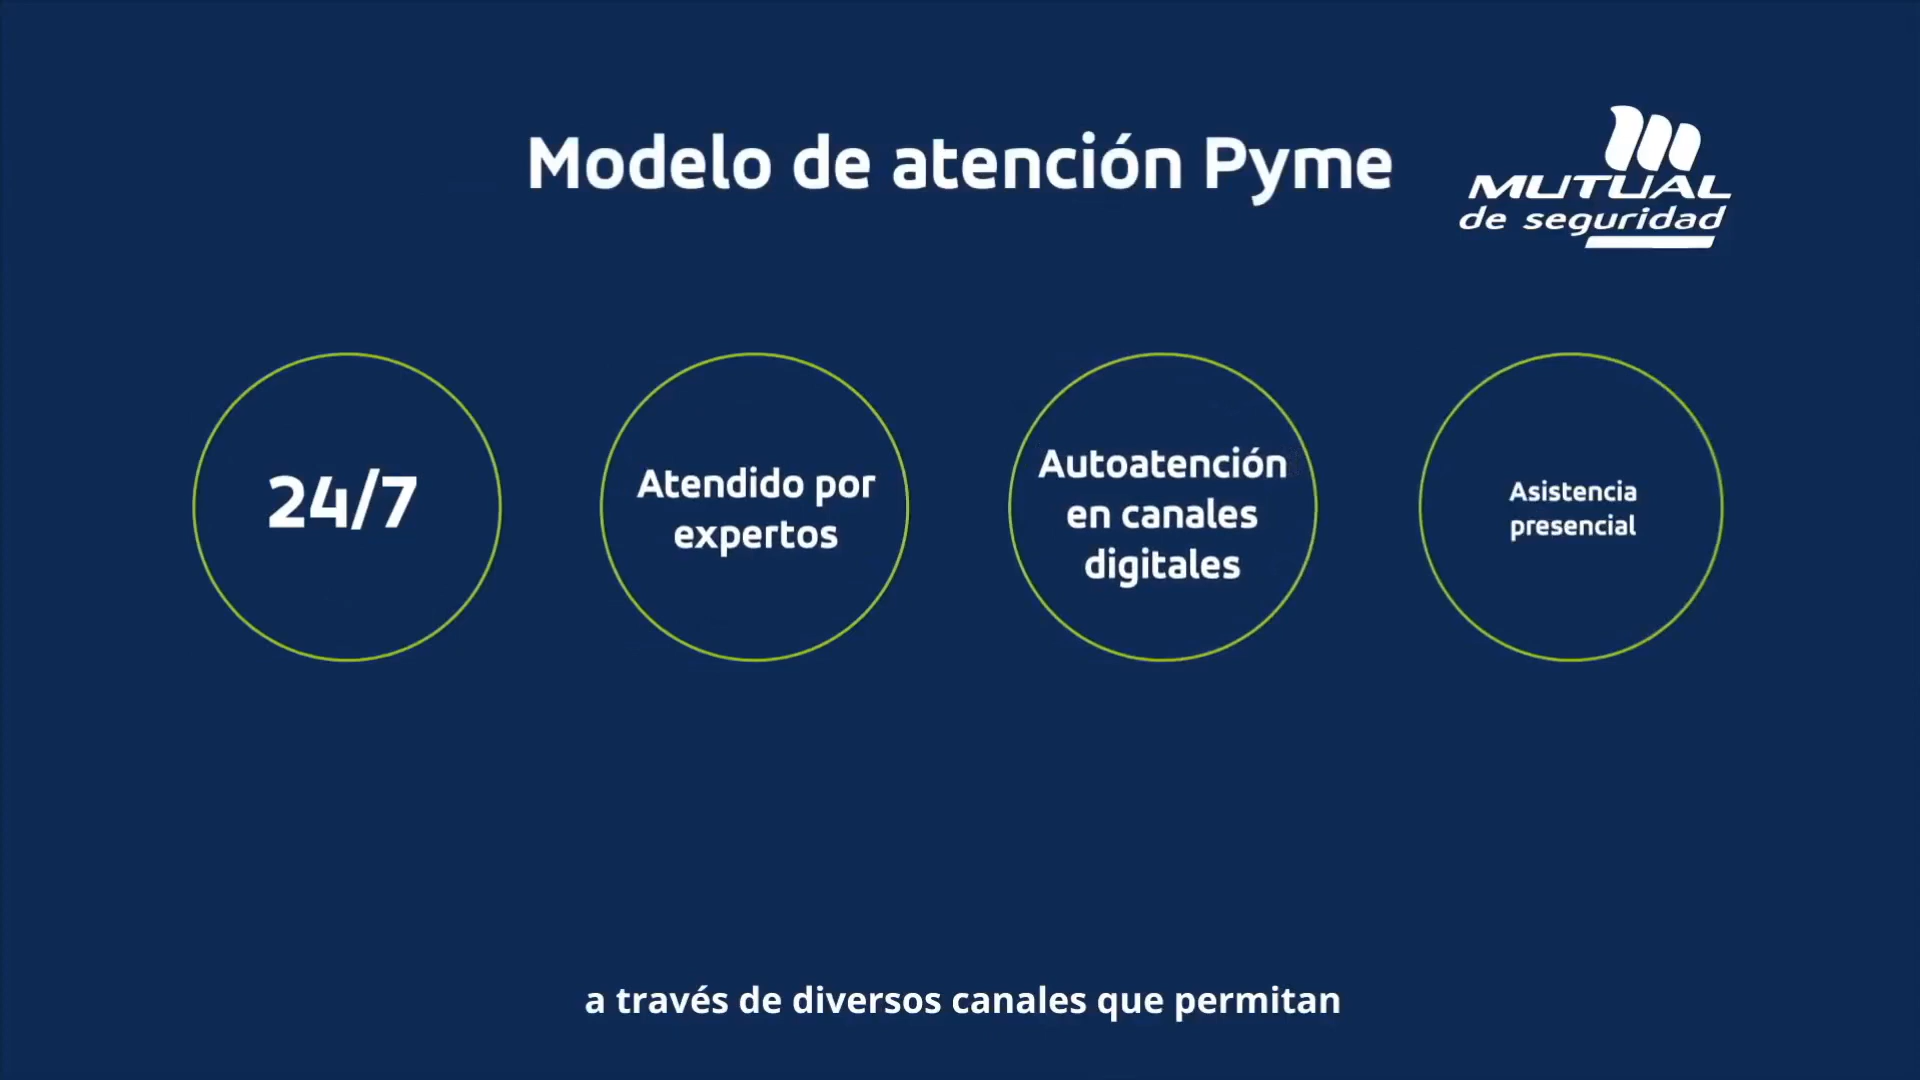 Modelo de atención Pyme
MUTUAL
de seguridad
24/7
Atendido por
expertos
Autoatención
en canales
digitales
Asistencia
presencial
a través de diversos canales que permitan